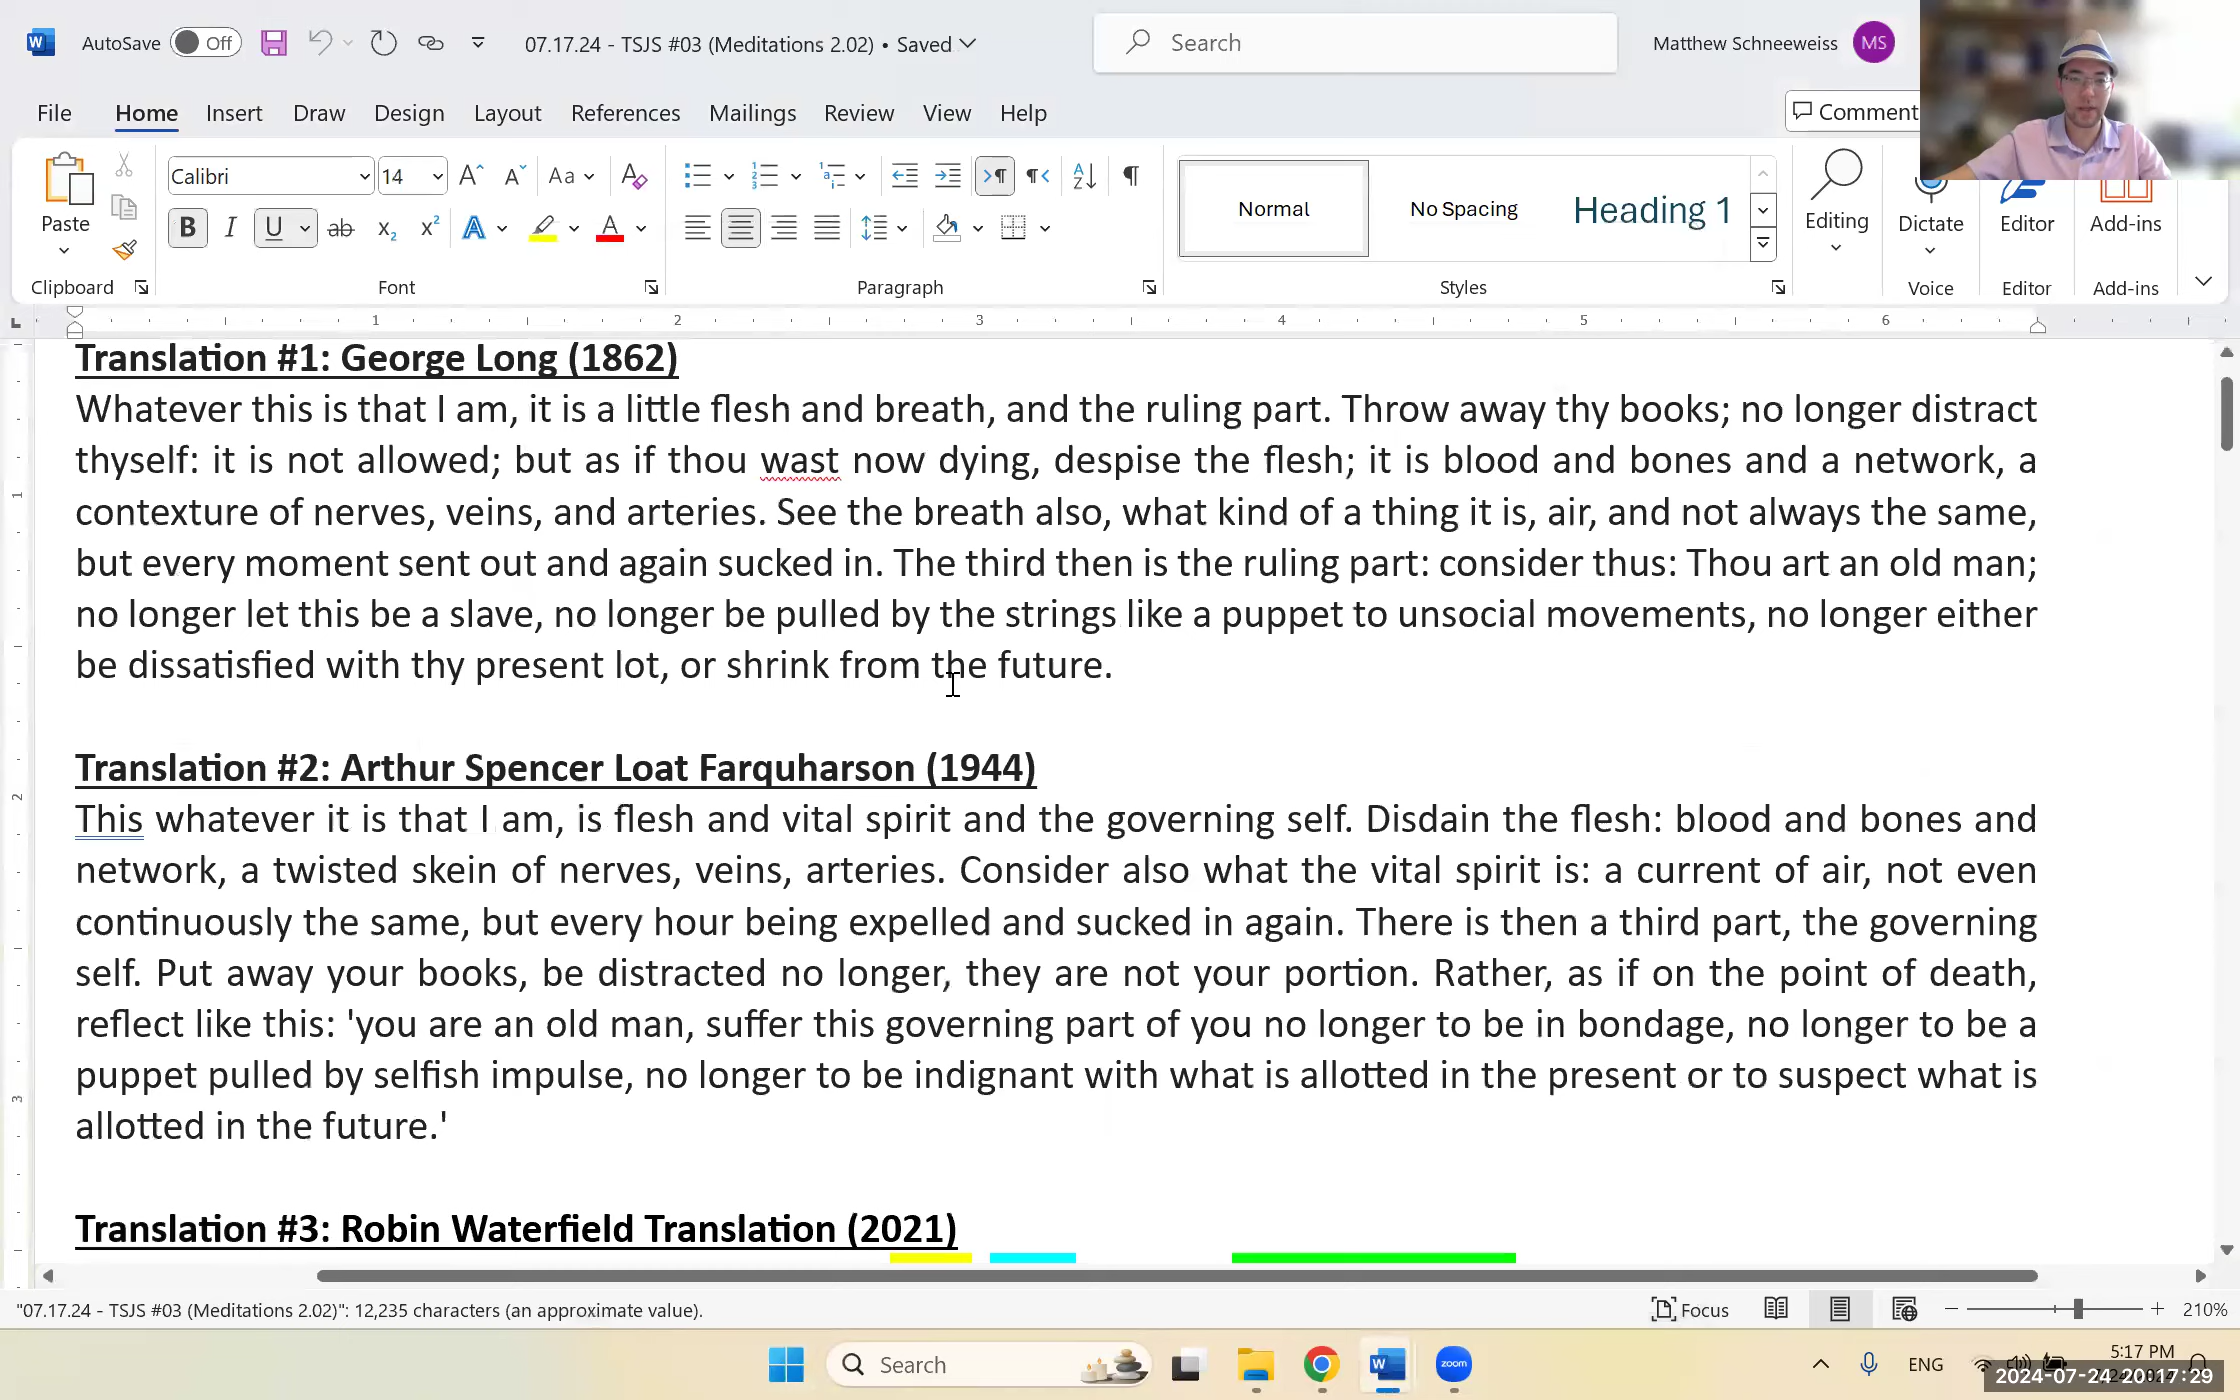 AutoSave Off 07.17.24 - TSJS #03 (Meditations 2.02) • Saved Search Matthew Schneeweiss MS
File Home Insert Draw Design Layout References Mailings Review View Help Comment
Calibri 14 Normal No Spacing Heading 1
Paste Editing Dictate Editor Add-ins
Clipboard Font Paragraph Styles Voice Editor Add-ins
1 2 3 4 5 6
Translation #1: George Long (1862)
Whatever this is that I am, it is a little flesh and breath, and the ruling part. Throw away thy books; no longer distract
thyself: it is not allowed; but as if thou wast now dying, despise the flesh; it is blood and bones and a network, a
contexture of nerves, veins, and arteries. See the breath also, what kind of a thing it is, air, and not always the same,
but every moment sent out and again sucked in. The third then is the ruling part: consider thus: Thou art an old man;
no longer let this be a slave, no longer be pulled by the strings like a puppet to unsocial movements, no longer either
be dissatisfied with thy present lot, or shrink from the future.
Translation #2: Arthur Spencer Loat Farquharson (1944)
This whatever it is that I am, is flesh and vital spirit and the governing self. Disdain the flesh: blood and bones and
network, a twisted skein of nerves, veins, arteries. Consider also what the vital spirit is: a current of air, not even
continuously the same, but every hour being expelled and sucked in again. There is then a third part, the governing
self. Put away your books, be distracted no longer, they are not your portion. Rather, as if on the point of death,
reflect like this: 'you are an old man, suffer this governing part of you no longer to be in bondage, no longer to be a
puppet pulled by selfish impulse, no longer to be indignant with what is allotted in the present or to suspect what is
allotted in the future.'
Translation #3: Robin Waterfield Translation (2021)
"07.17.24 - TSJS #03 (Meditations 2.02)": 12,235 characters (an approximate value). Focus 210%
Search zoom ENG 5:17 PM
2024-07-24 20:17:29